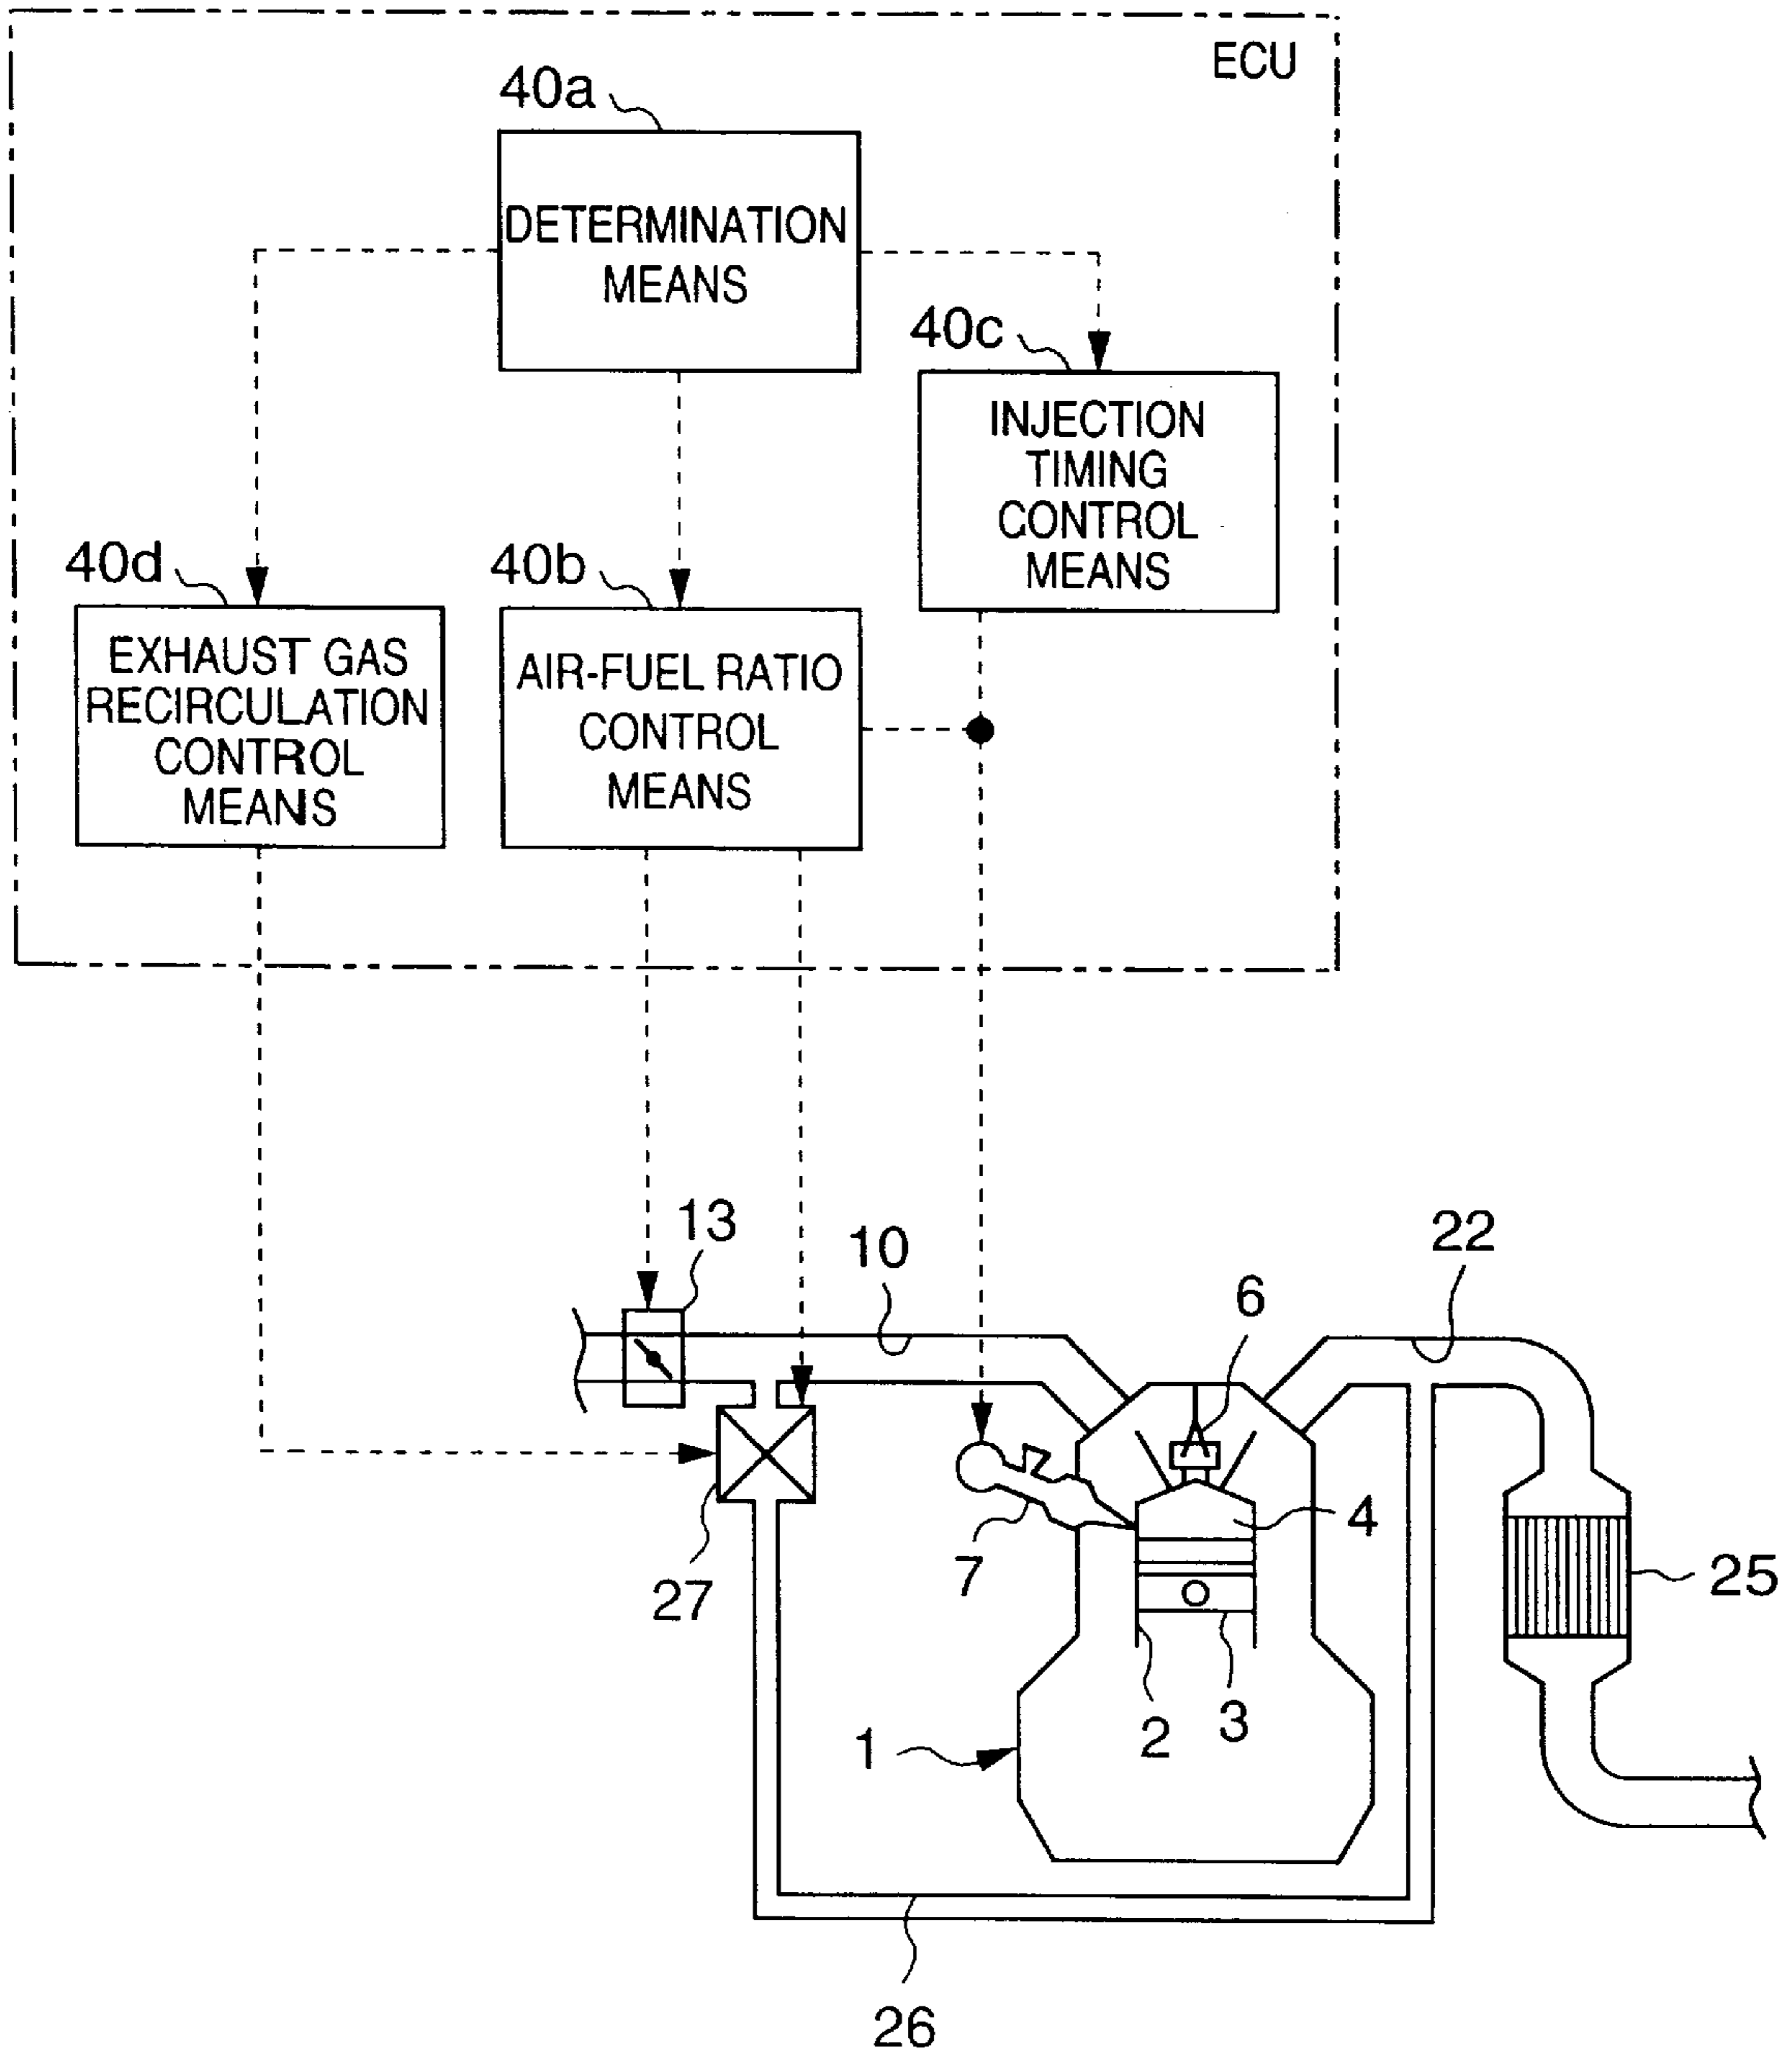 ECU
40a
DETERMINATION
MEANS
40c
INJECTION
TIMING
CONTROL
MEANS
40d
EXHAUST GAS
RECIRCULATION
CONTROL
MEANS
40b
AIR-FUEL RATIO
CONTROL
MEANS
13
10
22
6
4
7
25
27
2
3
1
26